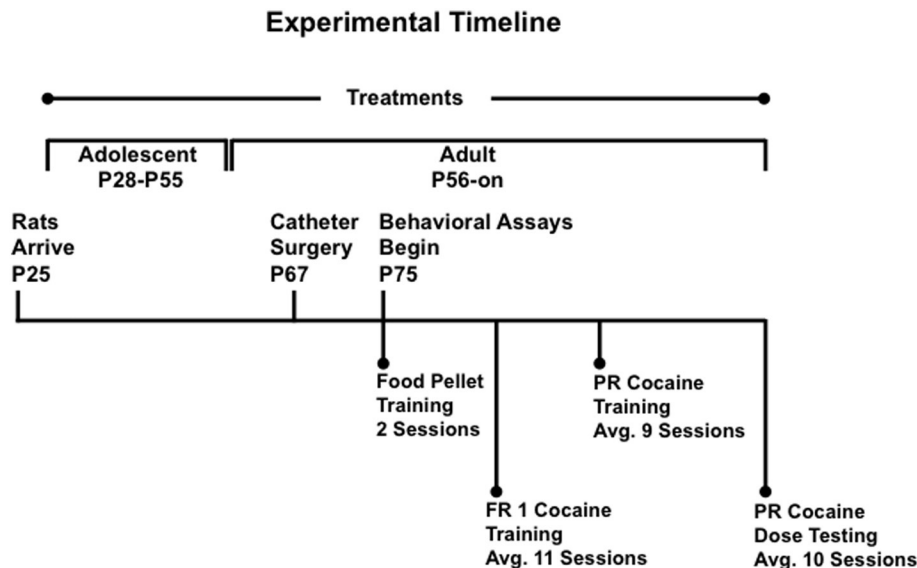 Experimental Timeline
Treatments
Adolescent
P28-P55
Adult
P56-on
Rats
Arrive
P25
Catheter
Surgery
P67
Behavioral Assays
Begin
P75
Food Pellet
Training
2 Sessions
PR Cocaine
Training
Avg. 9 Sessions
FR 1 Cocaine
Training
Avg. 11 Sessions
PR Cocaine
Dose Testing
Avg. 10 Sessions